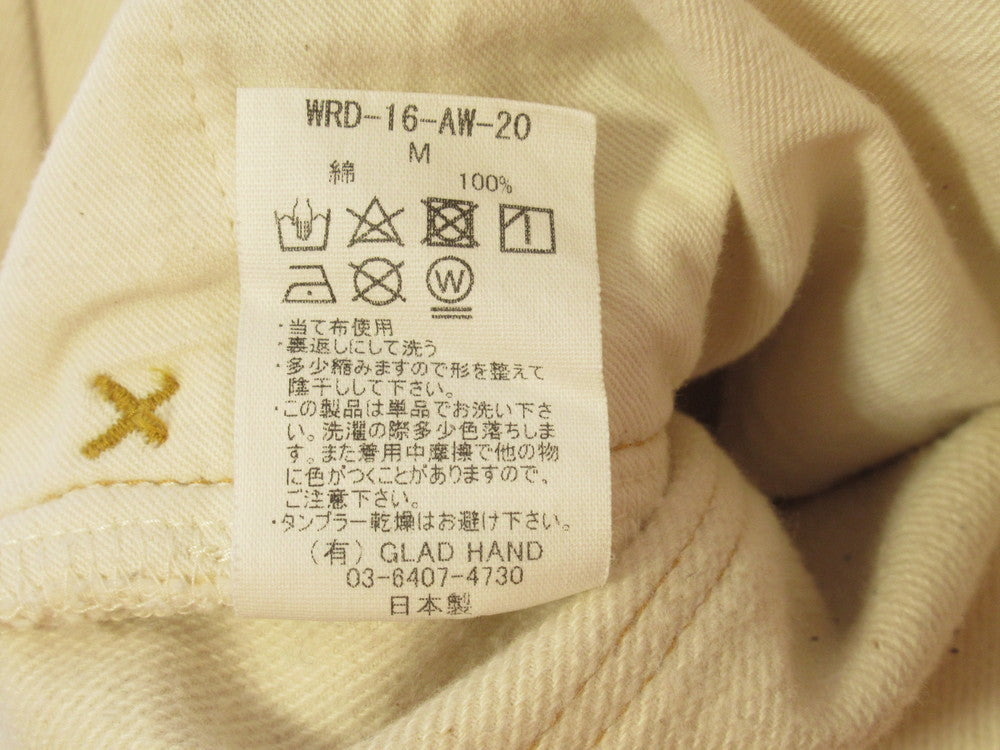 WRD-16-AW-20
M
綿 100%
W
・当て布使用
・裏返しにして洗う
・多少縮みますので形を整えて
陰干しして下さい。
・この製品は単品でお洗い下さ
い。洗濯の際多少色落ちしま
す。また着用中摩擦で他の物
に色がつくことがありますので、
ご注意下さい。
・タンブラー乾燥はお避け下さい。
(有) GLAD HAND
03-6407-4730
日本製